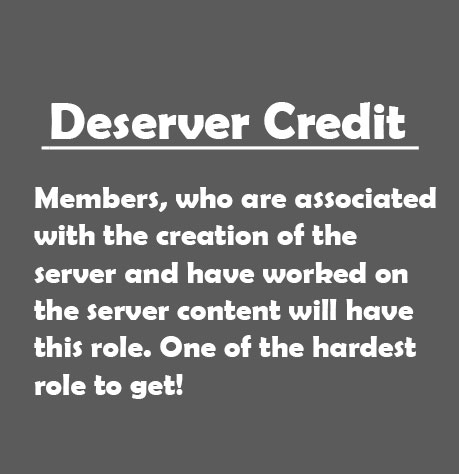 Deserver Credit
Members, who are associated
with the creation of the
server and have worked on
the server content will have
this role. One of the hardest
role to get!